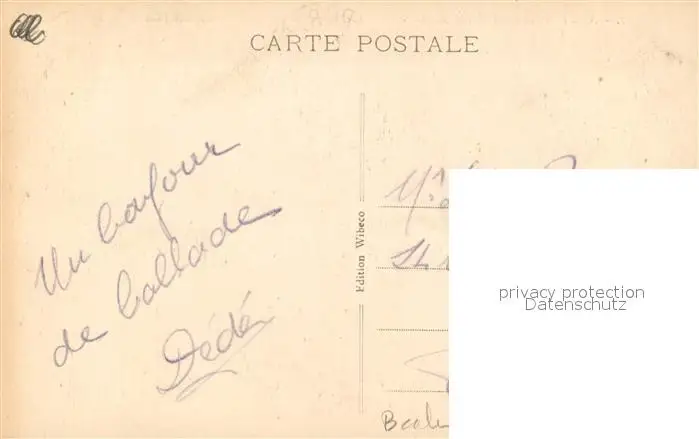 CARTE POSTALE
Un bonjour
de ballade
Dédé
Edition Wibeco
privacy protection
Datenschutz